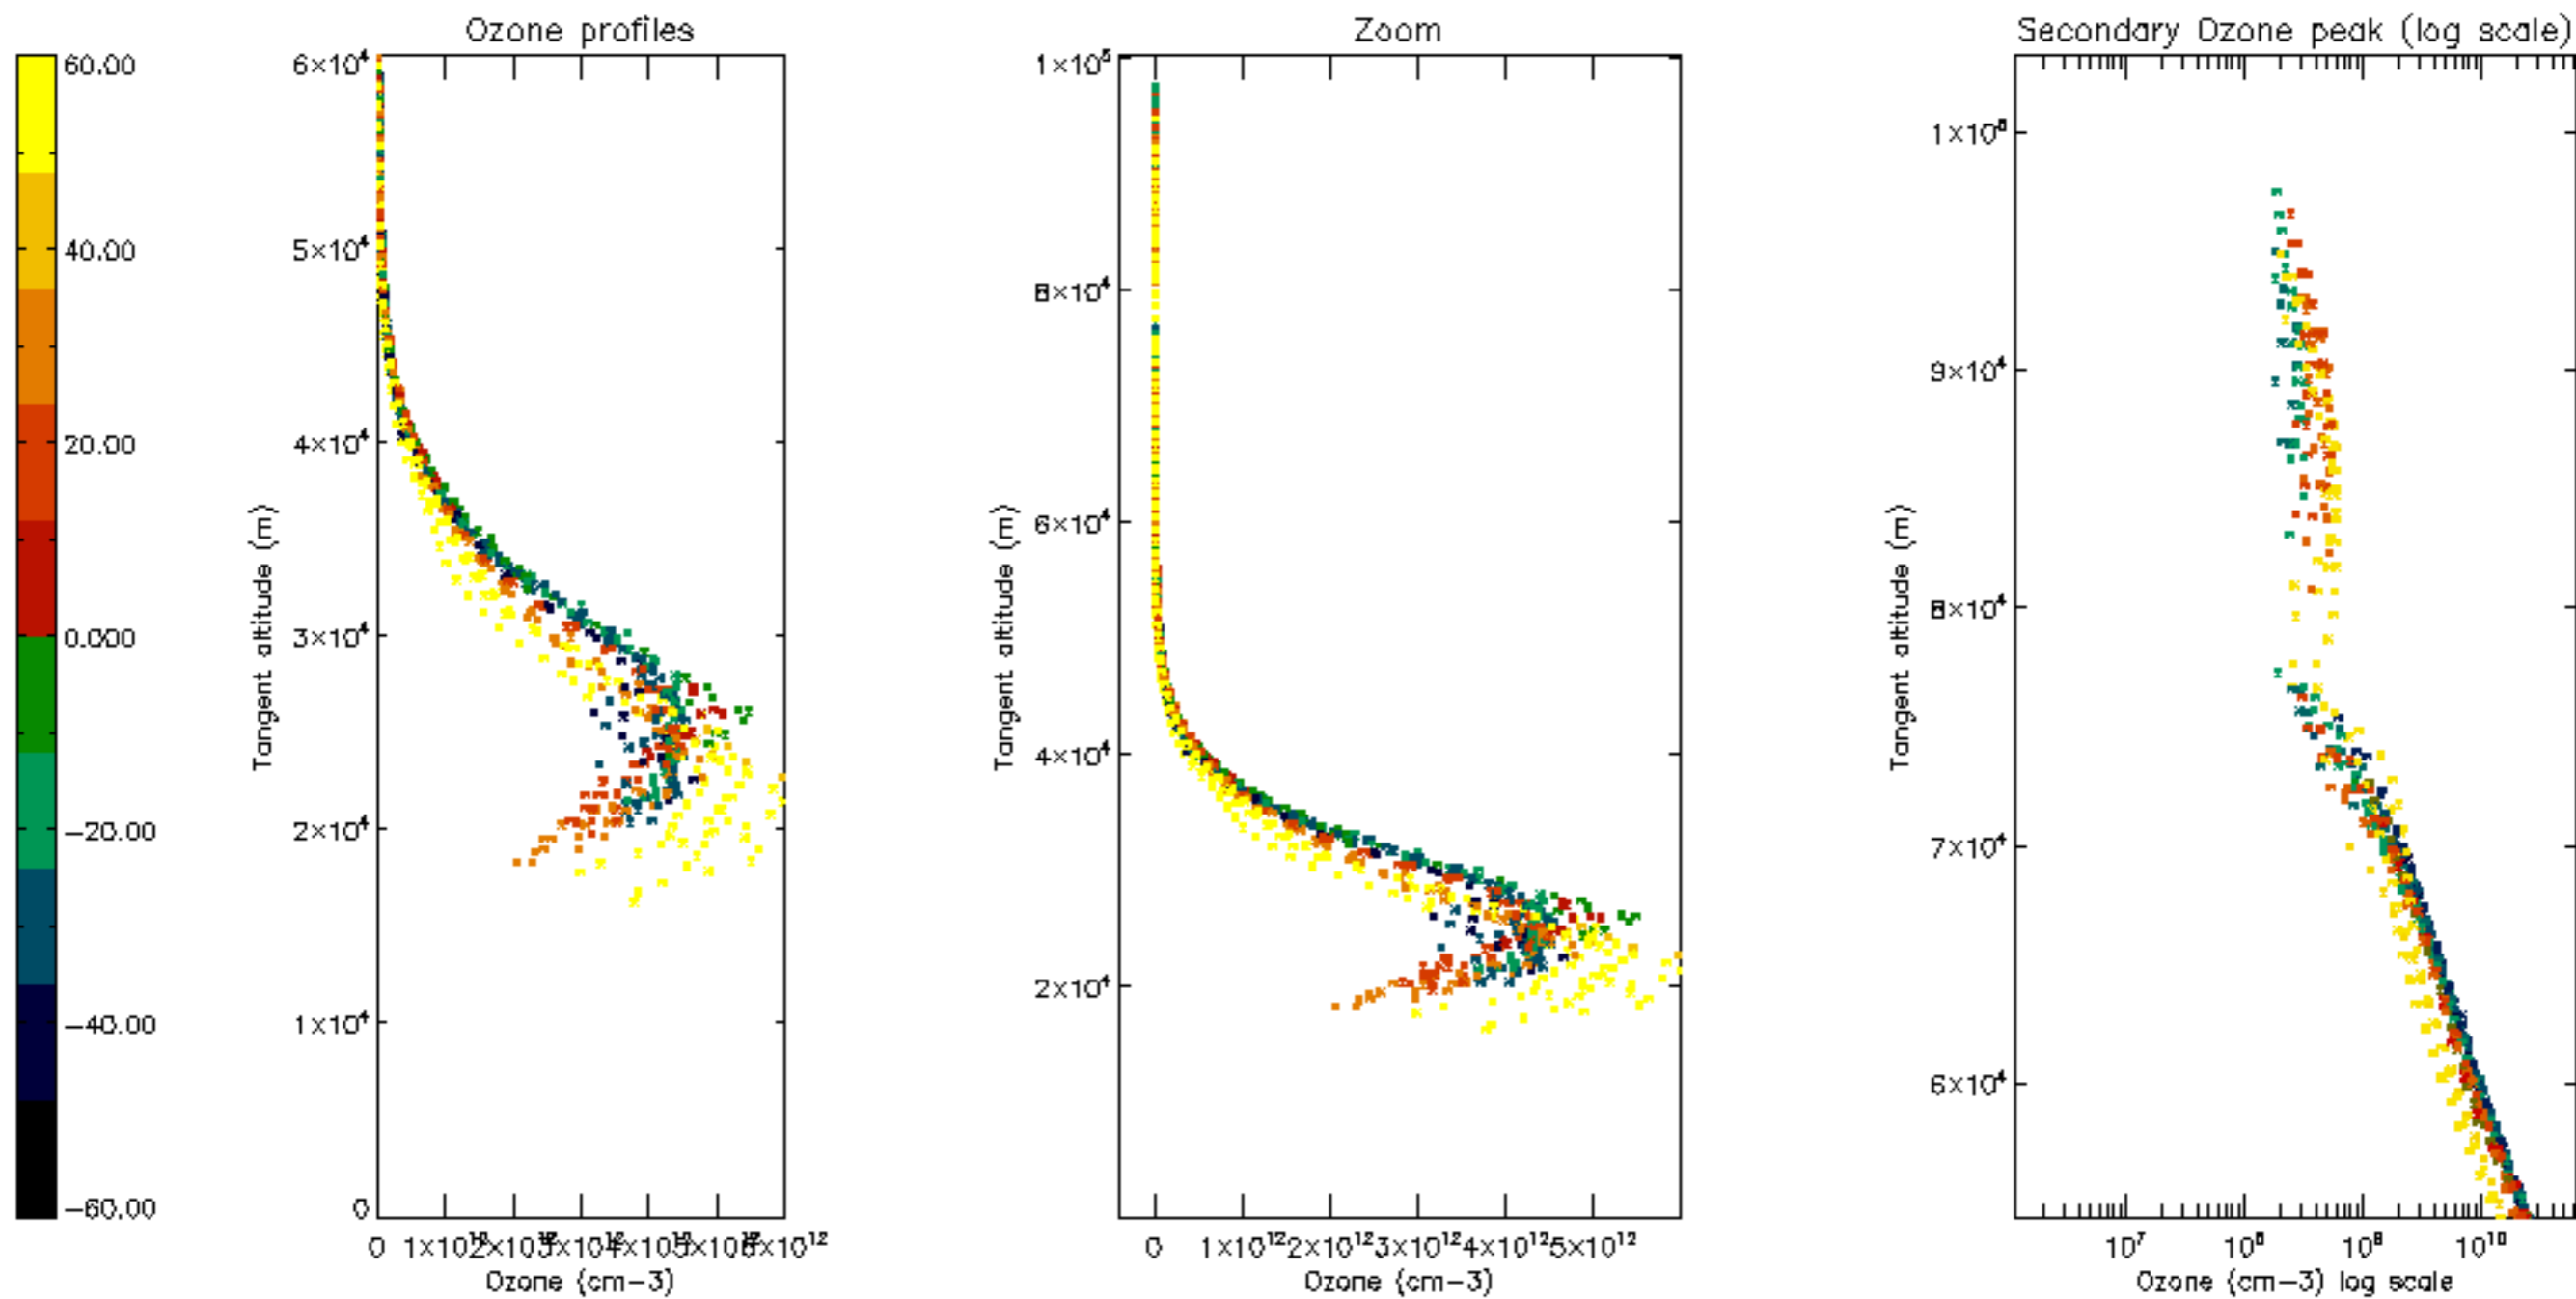 Ozone profiles
Zoom
Secondary Ozone peak (log scale)
60.00
40.00
20.00
0.000
-20.00
-40.00
-60.00
6×10⁴
5×10⁴
4×10⁴
3×10⁴
2×10⁴
1×10⁴
0
Tangent altitude (m)
0
Ozone (cm-3)
1×10⁵
8×10⁴
6×10⁴
4×10⁴
2×10⁴
Tangent altitude (m)
0 1×10¹² 2×10¹² 3×10¹² 4×10¹² 5×10¹²
Ozone (cm-3)
9×10⁴
8×10⁴
7×10⁴
6×10⁴
Tangent altitude (m)
10⁷ 10⁸ 10⁹ 10¹⁰
Ozone (cm-3) log scale